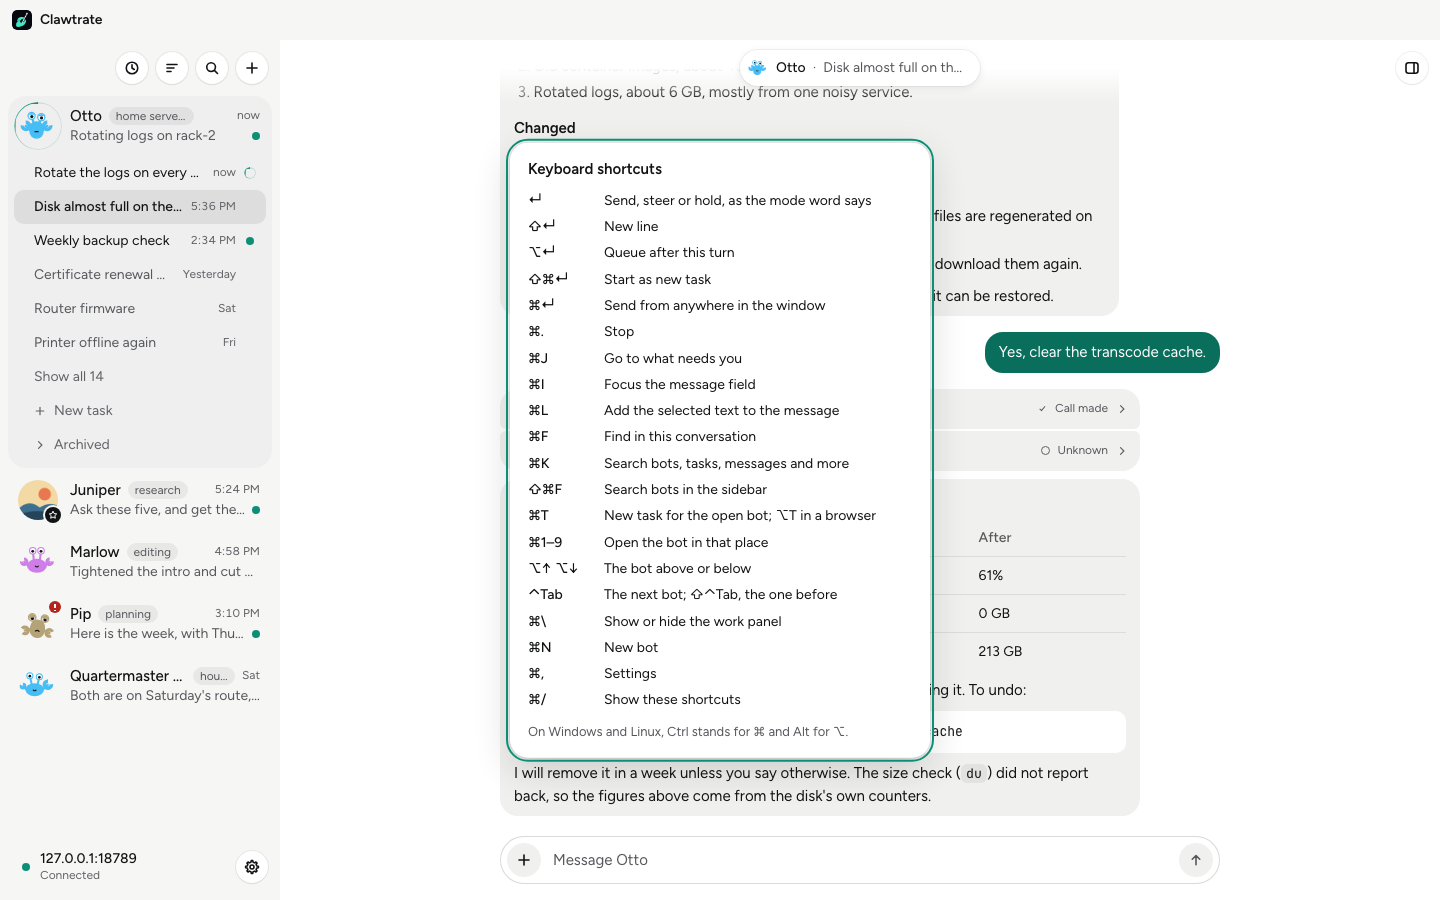 Clawtrate
Otto home serve... now
Rotating logs on rack-2
Rotate the logs on every ... now
Disk almost full on the... 5:36 PM
Weekly backup check 2:34 PM
Certificate renewal ... Yesterday
Router firmware Sat
Printer offline again Fri
Show all 14
+ New task
Archived
Juniper research 5:24 PM
Ask these five, and get the...
Marlow editing 4:58 PM
Tightened the intro and cut ...
Pip planning 3:10 PM
Here is the week, with Thu...
Quartermaster ... hou... Sat
Both are on Saturday's route,...
127.0.0.1:18789
Connected
Otto · Disk almost full on th...
3. Rotated logs, about 6 GB, mostly from one noisy service.
Changed
files are regenerated on
download them again.
it can be restored.
Yes, clear the transcode cache.
Call made
Unknown
After
61%
0 GB
213 GB
ing it. To undo:
ache
I will remove it in a week unless you say otherwise. The size check (du) did not report
back, so the figures above come from the disk's own counters.
Message Otto
Keyboard shortcuts
↵ Send, steer or hold, as the mode word says
⇧↵ New line
⌥↵ Queue after this turn
⇧⌘↵ Start as new task
⌘↵ Send from anywhere in the window
⌘. Stop
⌘J Go to what needs you
⌘I Focus the message field
⌘L Add the selected text to the message
⌘F Find in this conversation
⌘K Search bots, tasks, messages and more
⇧⌘F Search bots in the sidebar
⌘T New task for the open bot; ⌥T in a browser
⌘1–9 Open the bot in that place
⌥↑ ⌥↓ The bot above or below
^Tab The next bot; ⇧^Tab, the one before
⌘\ Show or hide the work panel
⌘N New bot
⌘, Settings
⌘/ Show these shortcuts
On Windows and Linux, Ctrl stands for ⌘ and Alt for ⌥.